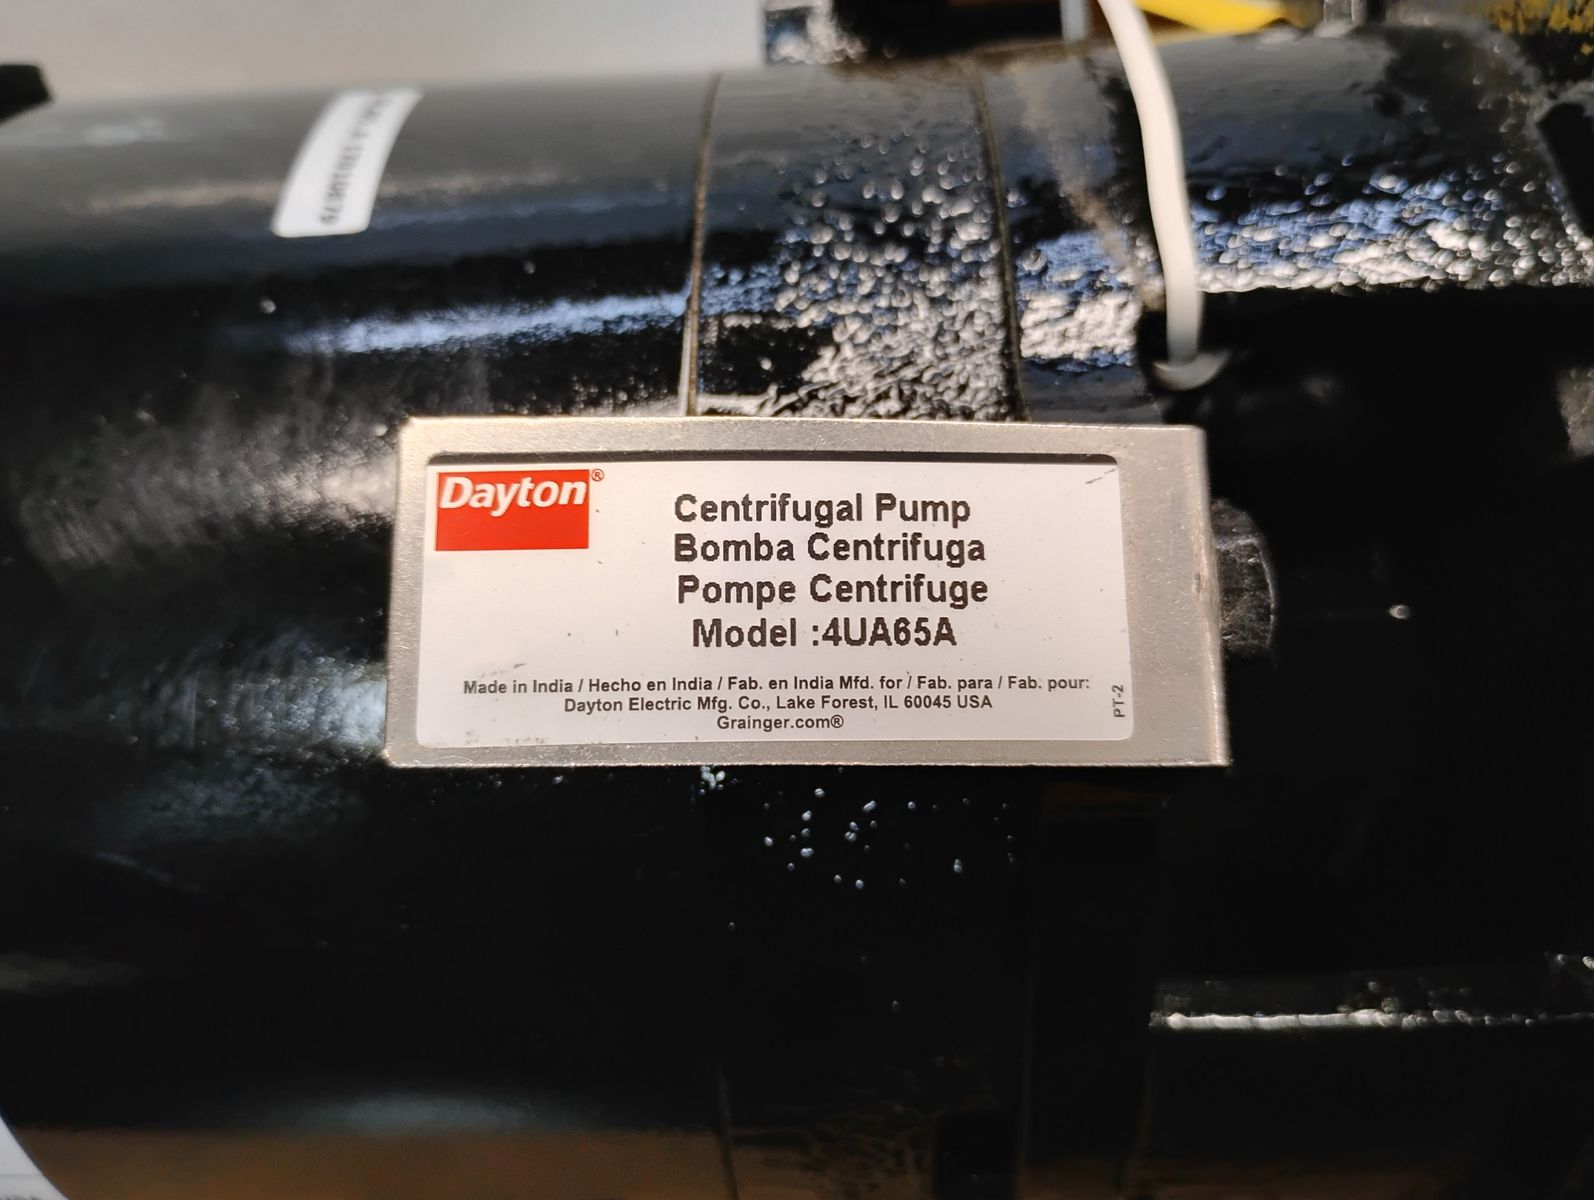 Dayton®
Centrifugal Pump
Bomba Centrifuga
Pompe Centrifuge
Model :4UA65A
Made in India / Hecho en India / Fab. en India Mfd. for / Fab. para / Fab. pour:
Dayton Electric Mfg. Co., Lake Forest, IL 60045 USA
Grainger.com®
PT-2